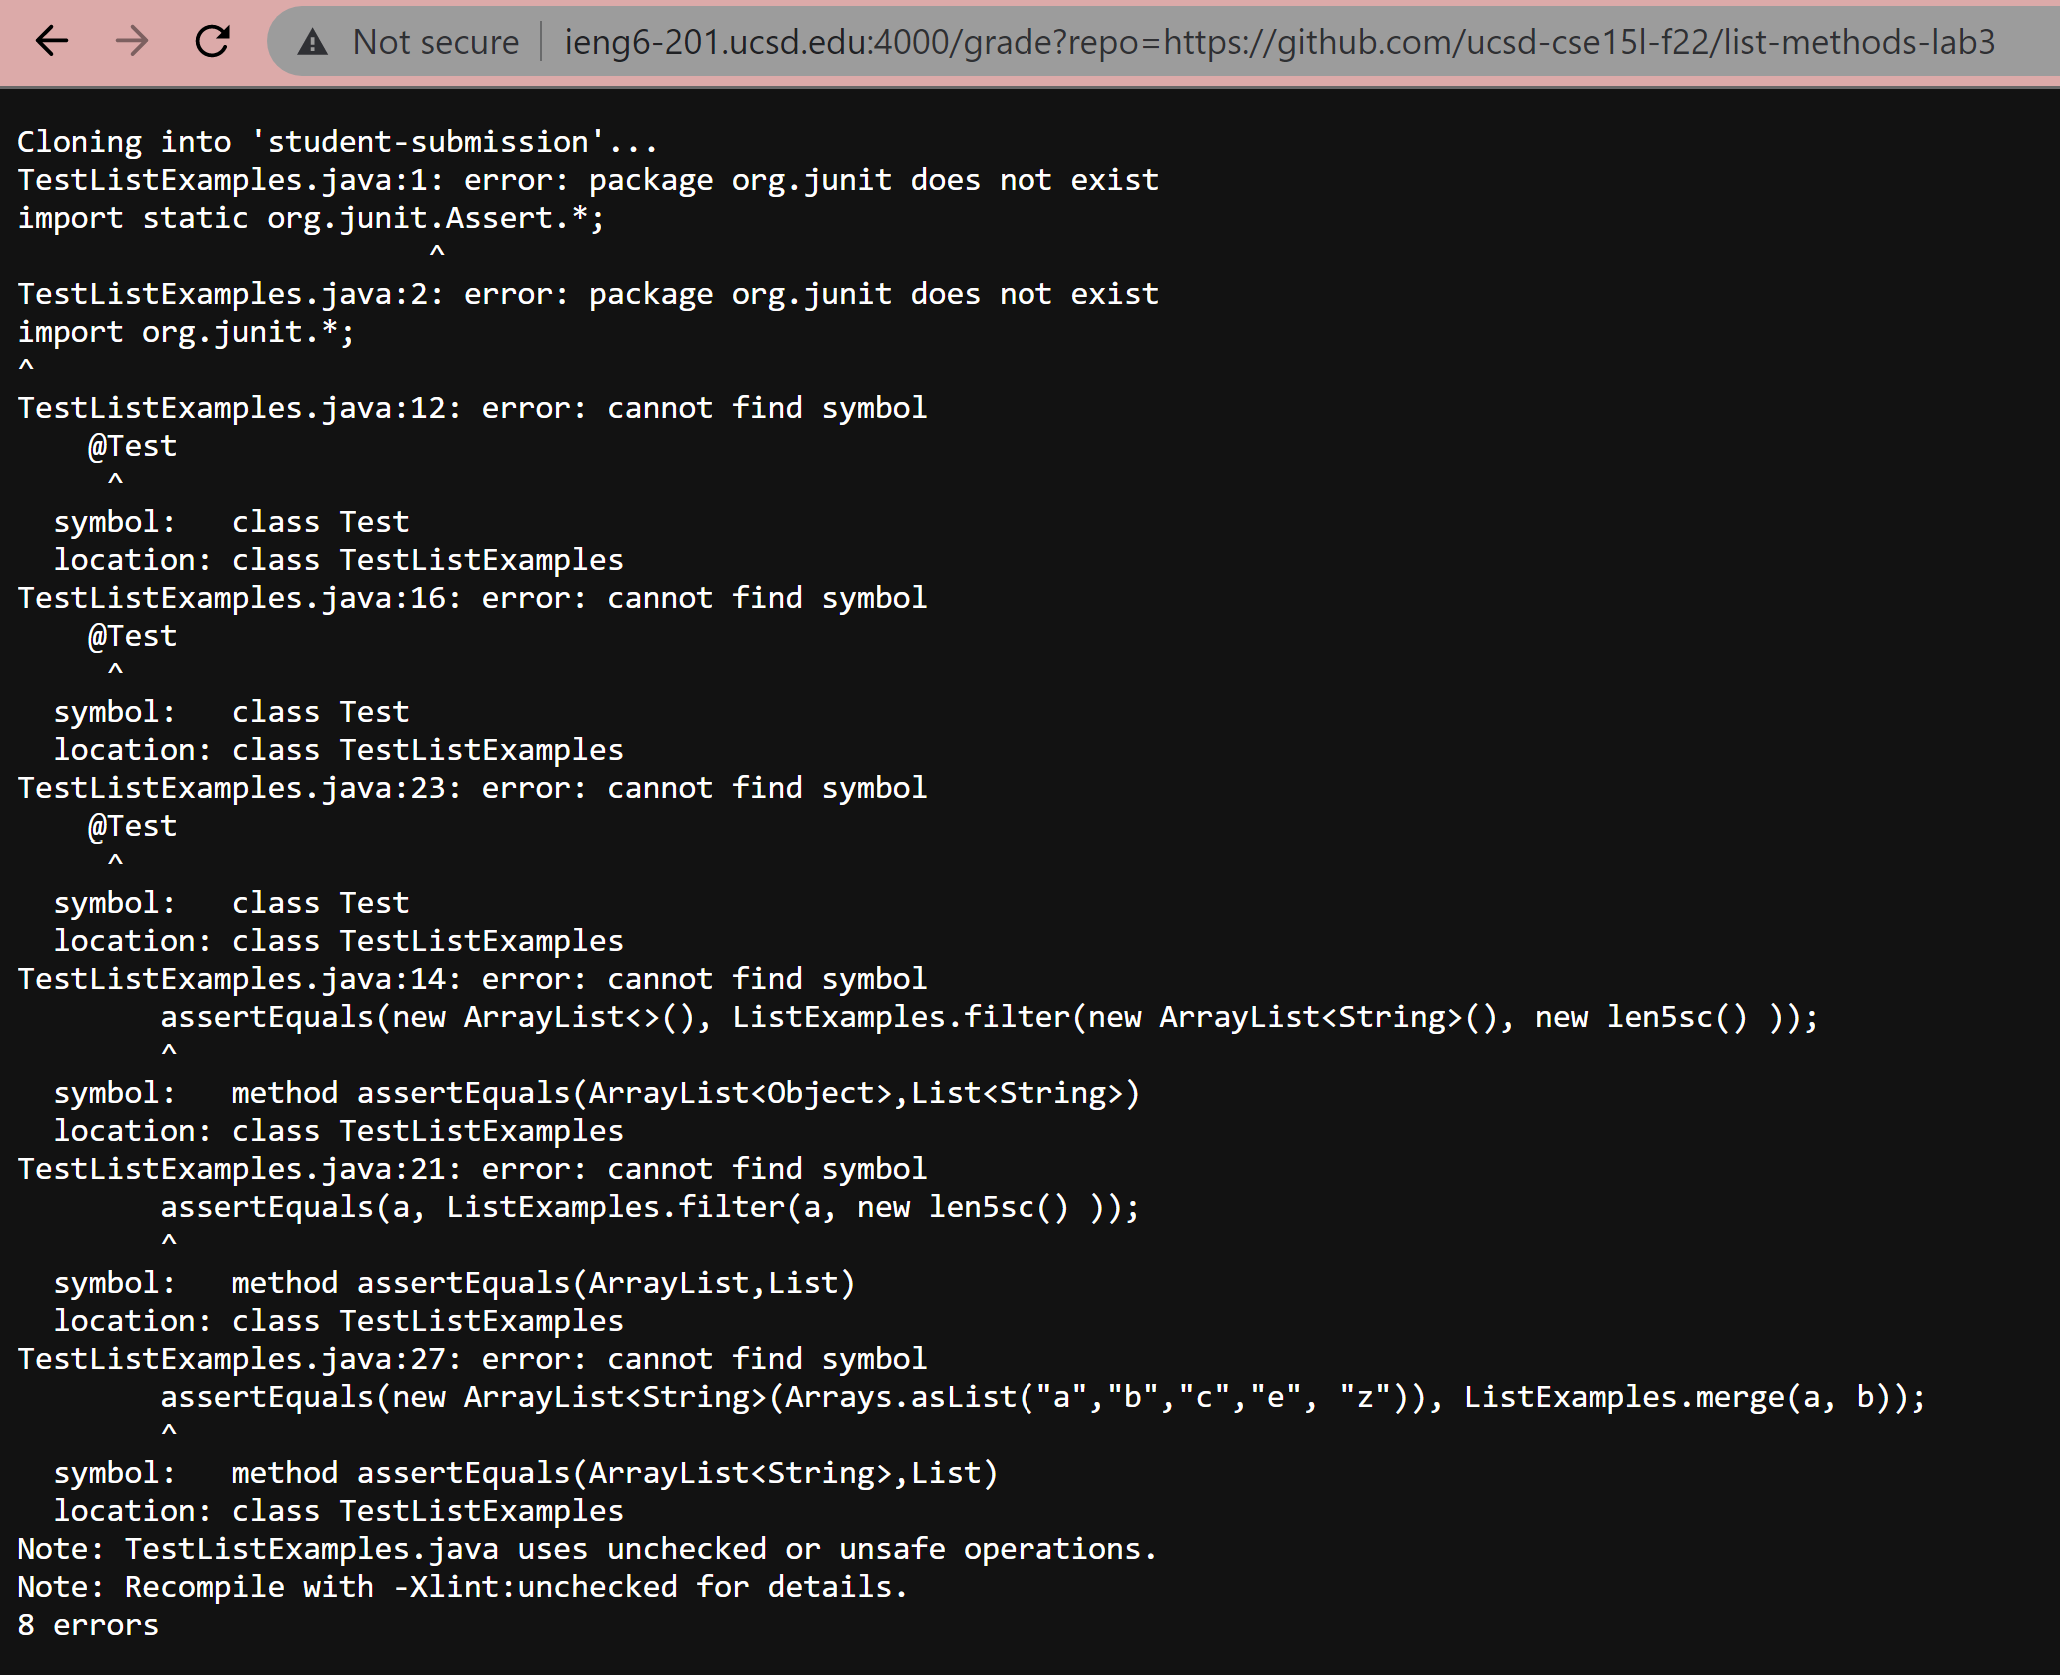 Not secure | ieng6-201.ucsd.edu:4000/grade?repo=https://github.com/ucsd-cse15l-f22/list-methods-lab3
Cloning into 'student-submission'...
TestListExamples.java:1: error: package org.junit does not exist
import static org.junit.Assert.*;
                       ^
TestListExamples.java:2: error: package org.junit does not exist
import org.junit.*;
^
TestListExamples.java:12: error: cannot find symbol
    @Test
     ^
  symbol:   class Test
  location: class TestListExamples
TestListExamples.java:16: error: cannot find symbol
    @Test
     ^
  symbol:   class Test
  location: class TestListExamples
TestListExamples.java:23: error: cannot find symbol
    @Test
     ^
  symbol:   class Test
  location: class TestListExamples
TestListExamples.java:14: error: cannot find symbol
        assertEquals(new ArrayList<>(), ListExamples.filter(new ArrayList<String>(), new len5sc() ));
        ^
  symbol:   method assertEquals(ArrayList<Object>,List<String>)
  location: class TestListExamples
TestListExamples.java:21: error: cannot find symbol
        assertEquals(a, ListExamples.filter(a, new len5sc() ));
        ^
  symbol:   method assertEquals(ArrayList,List)
  location: class TestListExamples
TestListExamples.java:27: error: cannot find symbol
        assertEquals(new ArrayList<String>(Arrays.asList("a","b","c","e", "z")), ListExamples.merge(a, b));
        ^
  symbol:   method assertEquals(ArrayList<String>,List)
  location: class TestListExamples
Note: TestListExamples.java uses unchecked or unsafe operations.
Note: Recompile with -Xlint:unchecked for details.
8 errors